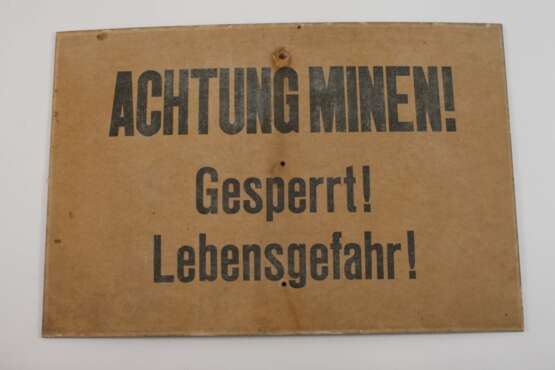 ACHTUNG MINEN!
Gesperrt!
Lebensgefahr!